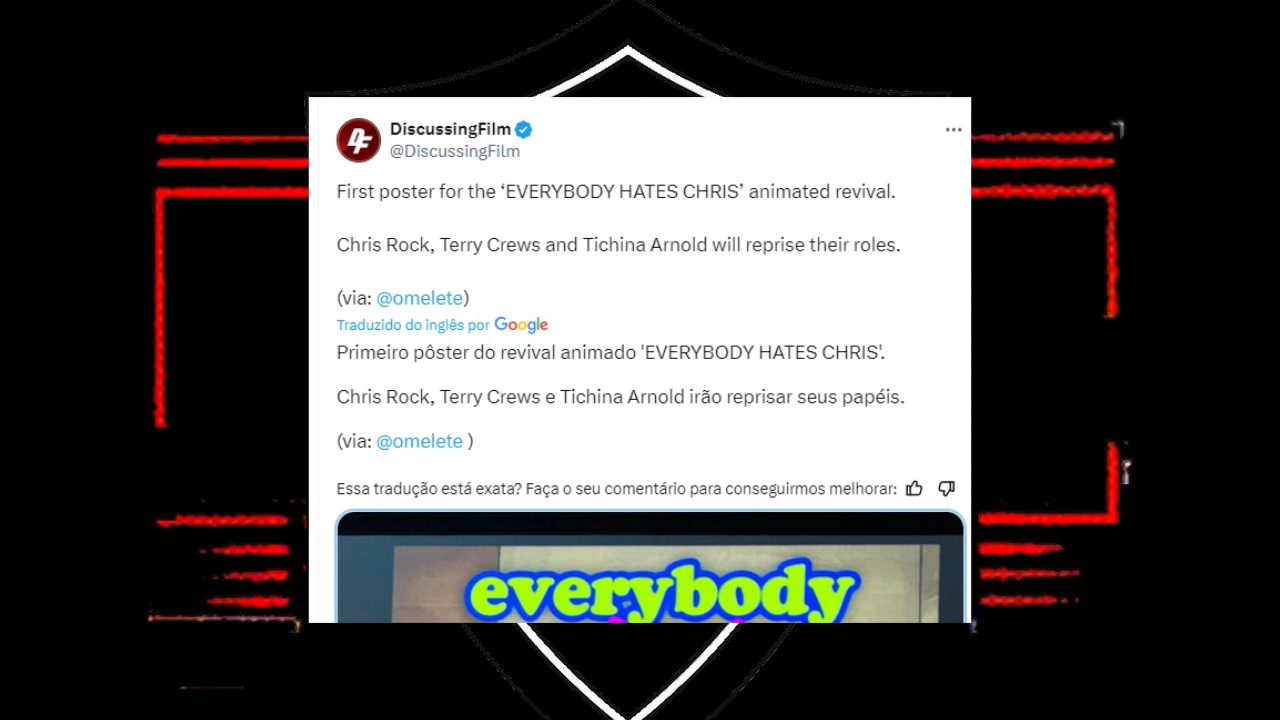 DiscussingFilm
@DiscussingFilm
First poster for the ‘EVERYBODY HATES CHRIS’ animated revival.
Chris Rock, Terry Crews and Tichina Arnold will reprise their roles.
(via: @omelete)
Traduzido do inglês por Google
Primeiro pôster do revival animado 'EVERYBODY HATES CHRIS'.
Chris Rock, Terry Crews e Tichina Arnold irão reprisar seus papéis.
(via: @omelete )
Essa tradução está exata? Faça o seu comentário para conseguirmos melhorar:
everybody